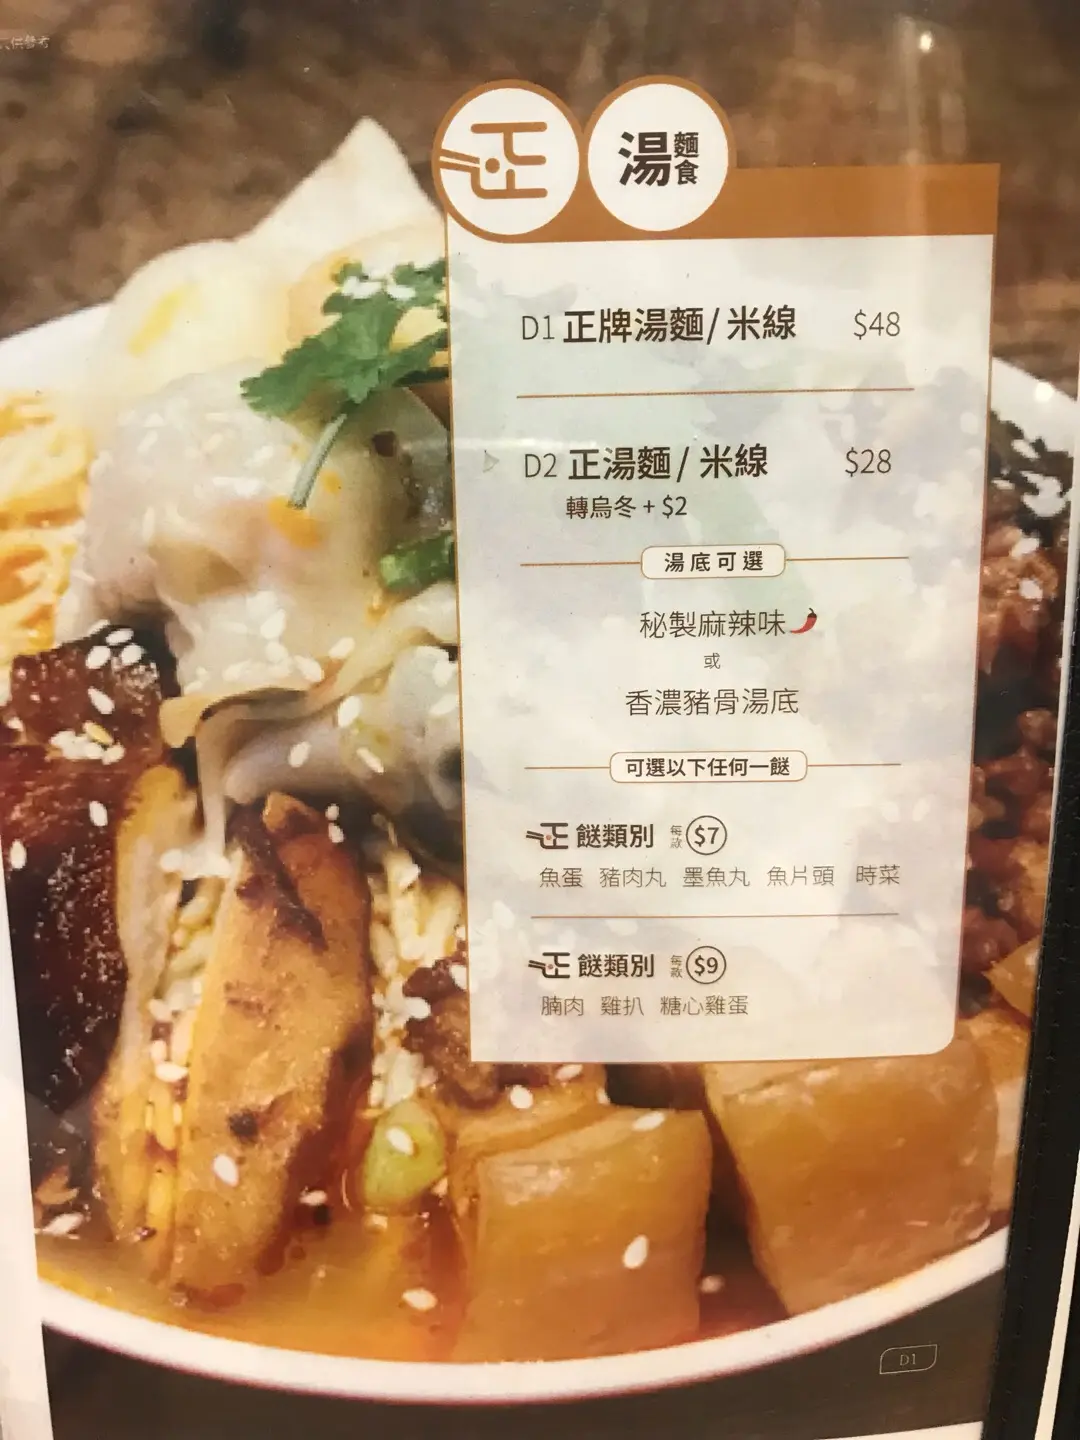 供參考
正
湯麵食
D1 正牌湯麵/米線 $48
D2 正湯麵/米線 $28
轉烏冬 + $2
湯底可選
秘製麻辣味
或
香濃豬骨湯底
可選以下任何一餸
正 餸類別 每款 $7
魚蛋 豬肉丸 墨魚丸 魚片頭 時菜
正 餸類別 每款 $9
腩肉 雞扒 糖心雞蛋
D1